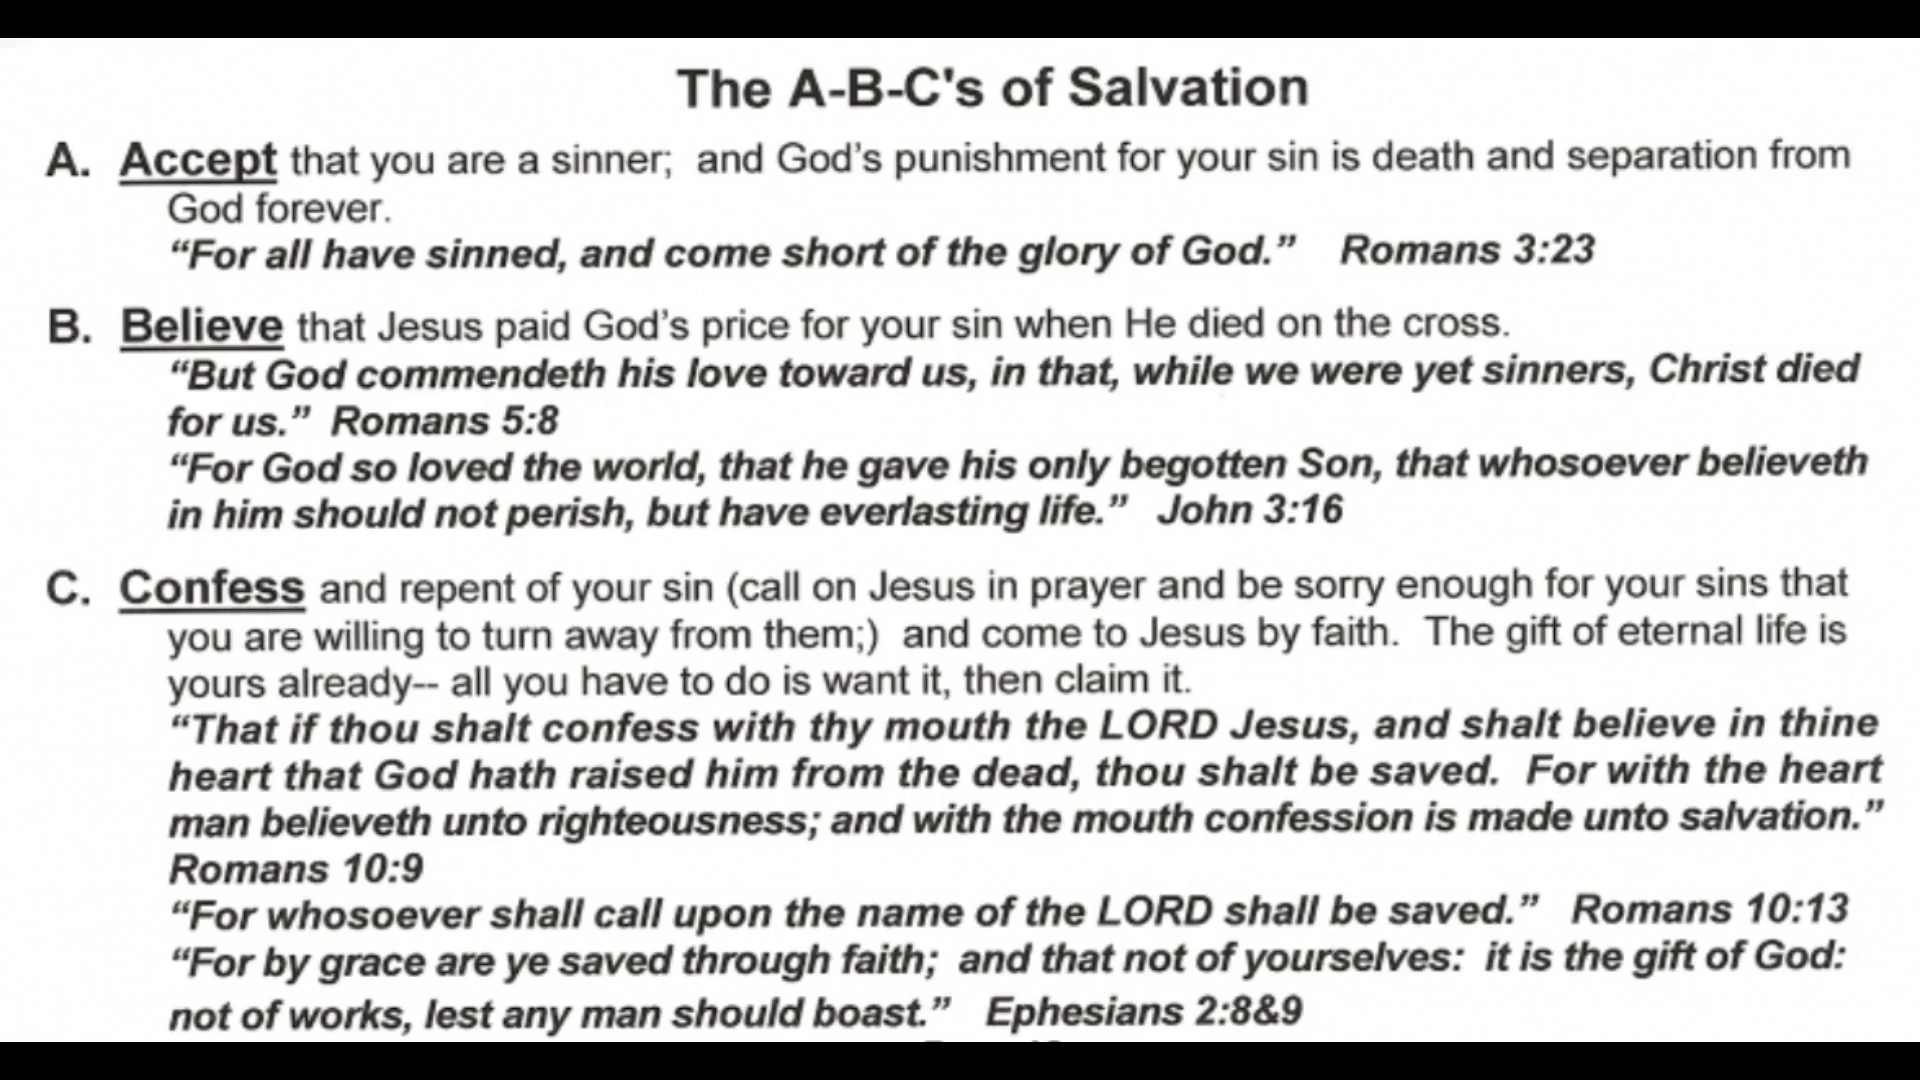 The A-B-C's of Salvation
A. Accept that you are a sinner;  and God’s punishment for your sin is death and separation from
God forever.
“For all have sinned, and come short of the glory of God.”   Romans 3:23
B. Believe that Jesus paid God’s price for your sin when He died on the cross.
“But God commendeth his love toward us, in that, while we were yet sinners, Christ died
for us.”  Romans 5:8
“For God so loved the world, that he gave his only begotten Son, that whosoever believeth
in him should not perish, but have everlasting life.”  John 3:16
C. Confess and repent of your sin (call on Jesus in prayer and be sorry enough for your sins that
you are willing to turn away from them;)  and come to Jesus by faith.  The gift of eternal life is
yours already-- all you have to do is want it, then claim it.
“That if thou shalt confess with thy mouth the LORD Jesus, and shalt believe in thine
heart that God hath raised him from the dead, thou shalt be saved.  For with the heart
man believeth unto righteousness; and with the mouth confession is made unto salvation.”
Romans 10:9
“For whosoever shall call upon the name of the LORD shall be saved.”  Romans 10:13
“For by grace are ye saved through faith;  and that not of yourselves:  it is the gift of God:
not of works, lest any man should boast.”  Ephesians 2:8&9